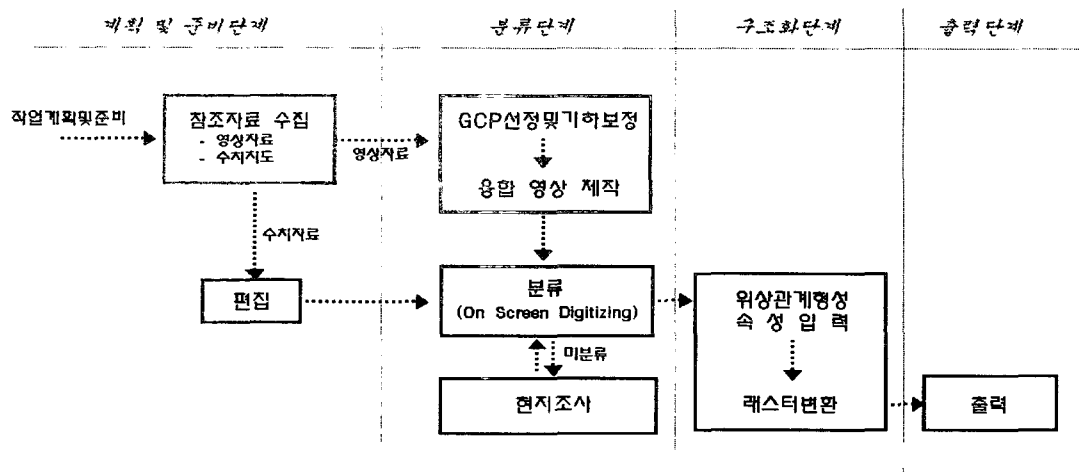 계획 및 준비단계
분류단계
구조화단계
출력단계
작업계획및준비
참조자료 수집
- 영상자료
- 수치지도
영상자료
GCP선정및기하보정
융합 영상 제작
수치자료
편집
분류
(On Screen Digitizing)
위상관계형성
속 성 입 력
미분류
현지조사
래스터변환
출력